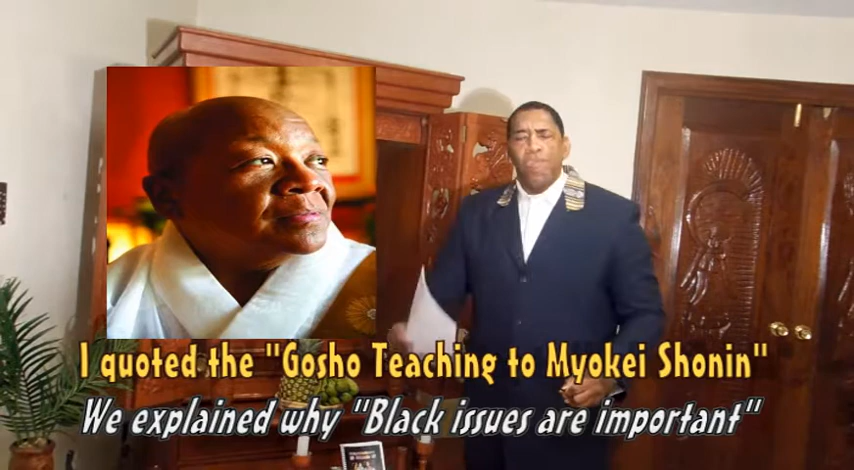 I quoted the "Gosho Teaching to Myokei Shonin"
We explained why "Black issues are important"